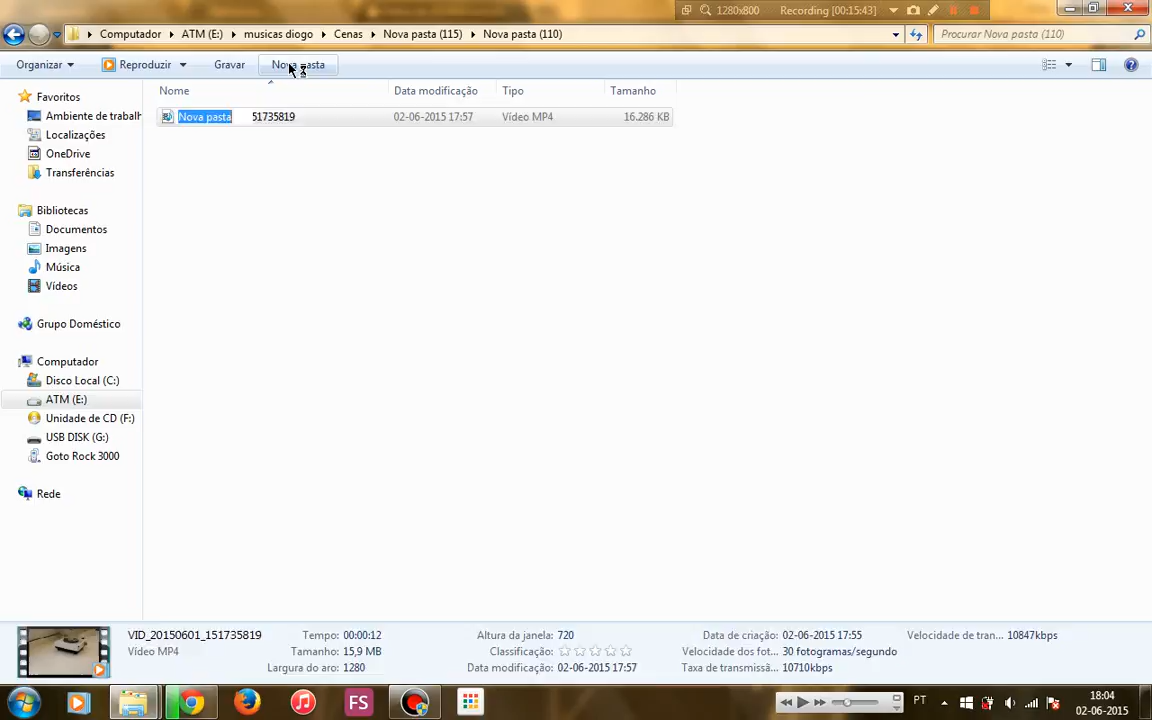 1280x800 Recording [00:15:43]
Computador ATM (E:) musicas diogo Cenas Nova pasta (115) Nova pasta (110) Procurar Nova pasta (110)
Organizar Reproduzir Gravar Nova pasta
Nome Data modificação Tipo Tamanho
Nova pasta 51735819 02-06-2015 17:57 Vídeo MP4 16.286 KB
Favoritos
Ambiente de trabalh
Localizações
OneDrive
Transferências
Bibliotecas
Documentos
Imagens
Música
Vídeos
Grupo Doméstico
Computador
Disco Local (C:)
ATM (E:)
Unidade de CD (F:)
USB DISK (G:)
Goto Rock 3000
Rede
VID_20150601_151735819 Tempo: 00:00:12 Altura da janela: 720 Data de criação: 02-06-2015 17:55 Velocidade de tran... 10847kbps
Vídeo MP4 Tamanho: 15,9 MB Classificação: Velocidade dos fot... 30 fotogramas/segundo
Largura do aro: 1280 Data modificação: 02-06-2015 17:57 Taxa de transmissã... 10710kbps
FS PT 18:04
02-06-2015